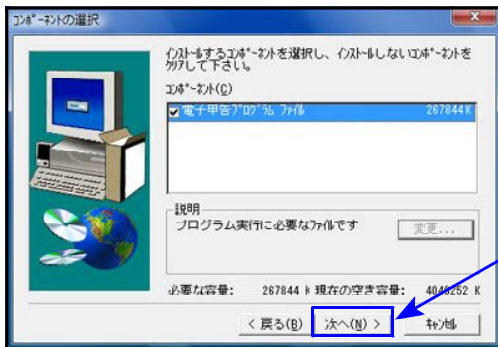 コンポーネントの選択
インストールするコンポーネントを選択し、インストールしないコンポーネントを
クリアして下さい。
コンポーネント(C)
電子申告プログラム ファイル 267844 K
説明
プログラム実行に必要なファイルです
変更...
必要な容量: 267844 K 現在の空き容量: 4046252 K
< 戻る(B) 次へ(N) > キャンセル